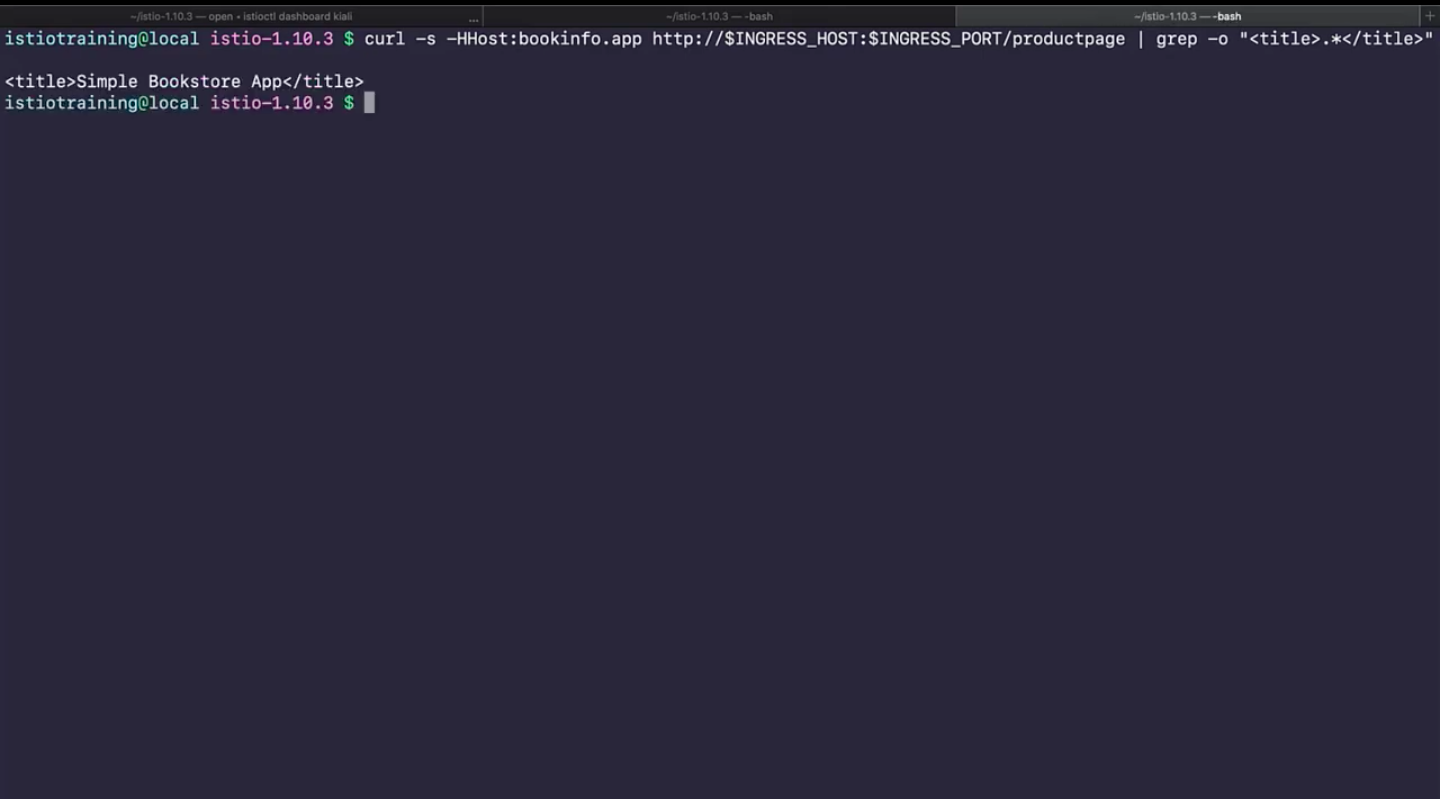 ~/istio-1.10.3 — open • istioctl dashboard kiali ... ~/istio-1.10.3 — -bash ~/istio-1.10.3 — -bash +
istiotraining@local istio-1.10.3 $ curl -s -HHost:bookinfo.app http://$INGRESS_HOST:$INGRESS_PORT/productpage | grep -o "<title>.*</title>"
<title>Simple Bookstore App</title>
istiotraining@local istio-1.10.3 $